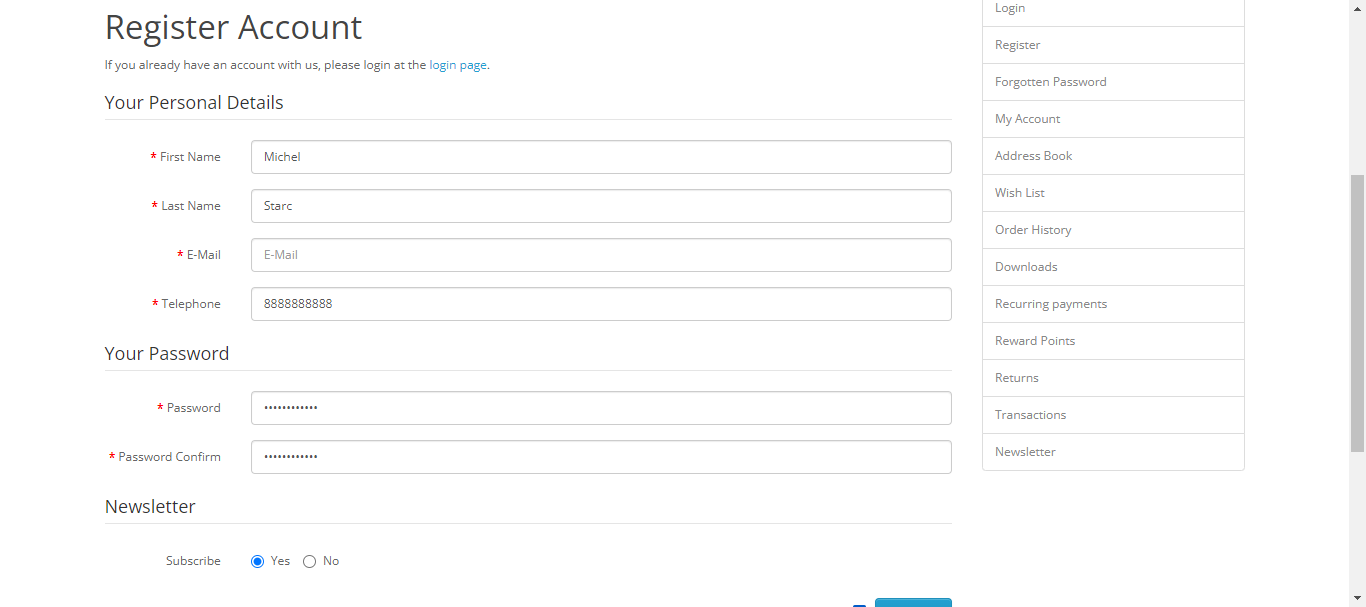 Register Account
If you already have an account with us, please login at the login page.
Your Personal Details
* First Name
Michel
* Last Name
Starc
* E-Mail
E-Mail
* Telephone
8888888888
Your Password
* Password
••••••••••••
* Password Confirm
••••••••••••
Newsletter
Subscribe
Yes
No
Login
Register
Forgotten Password
My Account
Address Book
Wish List
Order History
Downloads
Recurring payments
Reward Points
Returns
Transactions
Newsletter